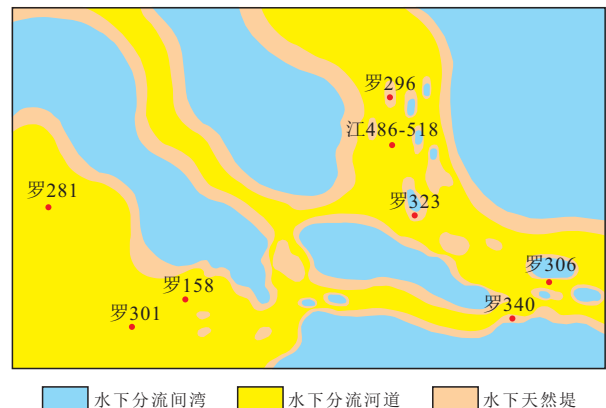 罗296
江486-518
罗281
罗323
罗306
罗158
罗340
罗301
水下分流间湾 水下分流河道 水下天然堤